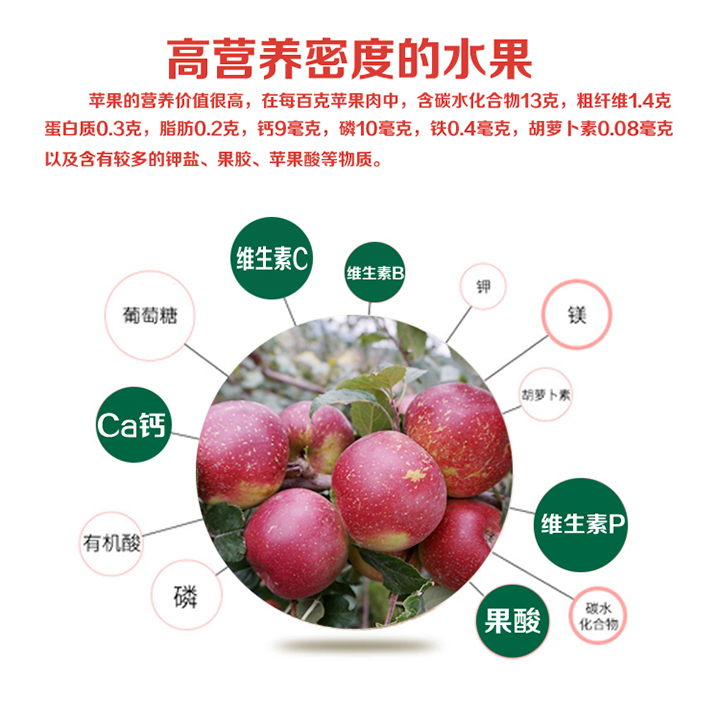 高营养密度的水果
苹果的营养价值很高，在每百克苹果肉中，含碳水化合物13克，粗纤维1.4克
蛋白质0.3克，脂肪0.2克，钙9毫克，磷10毫克，铁0.4毫克，胡萝卜素0.08毫克
以及含有较多的钾盐、果胶、苹果酸等物质。
维生素C
维生素B
钾
葡萄糖
镁
胡萝卜素
Ca钙
维生素P
有机酸
磷
果酸
碳水
化合物